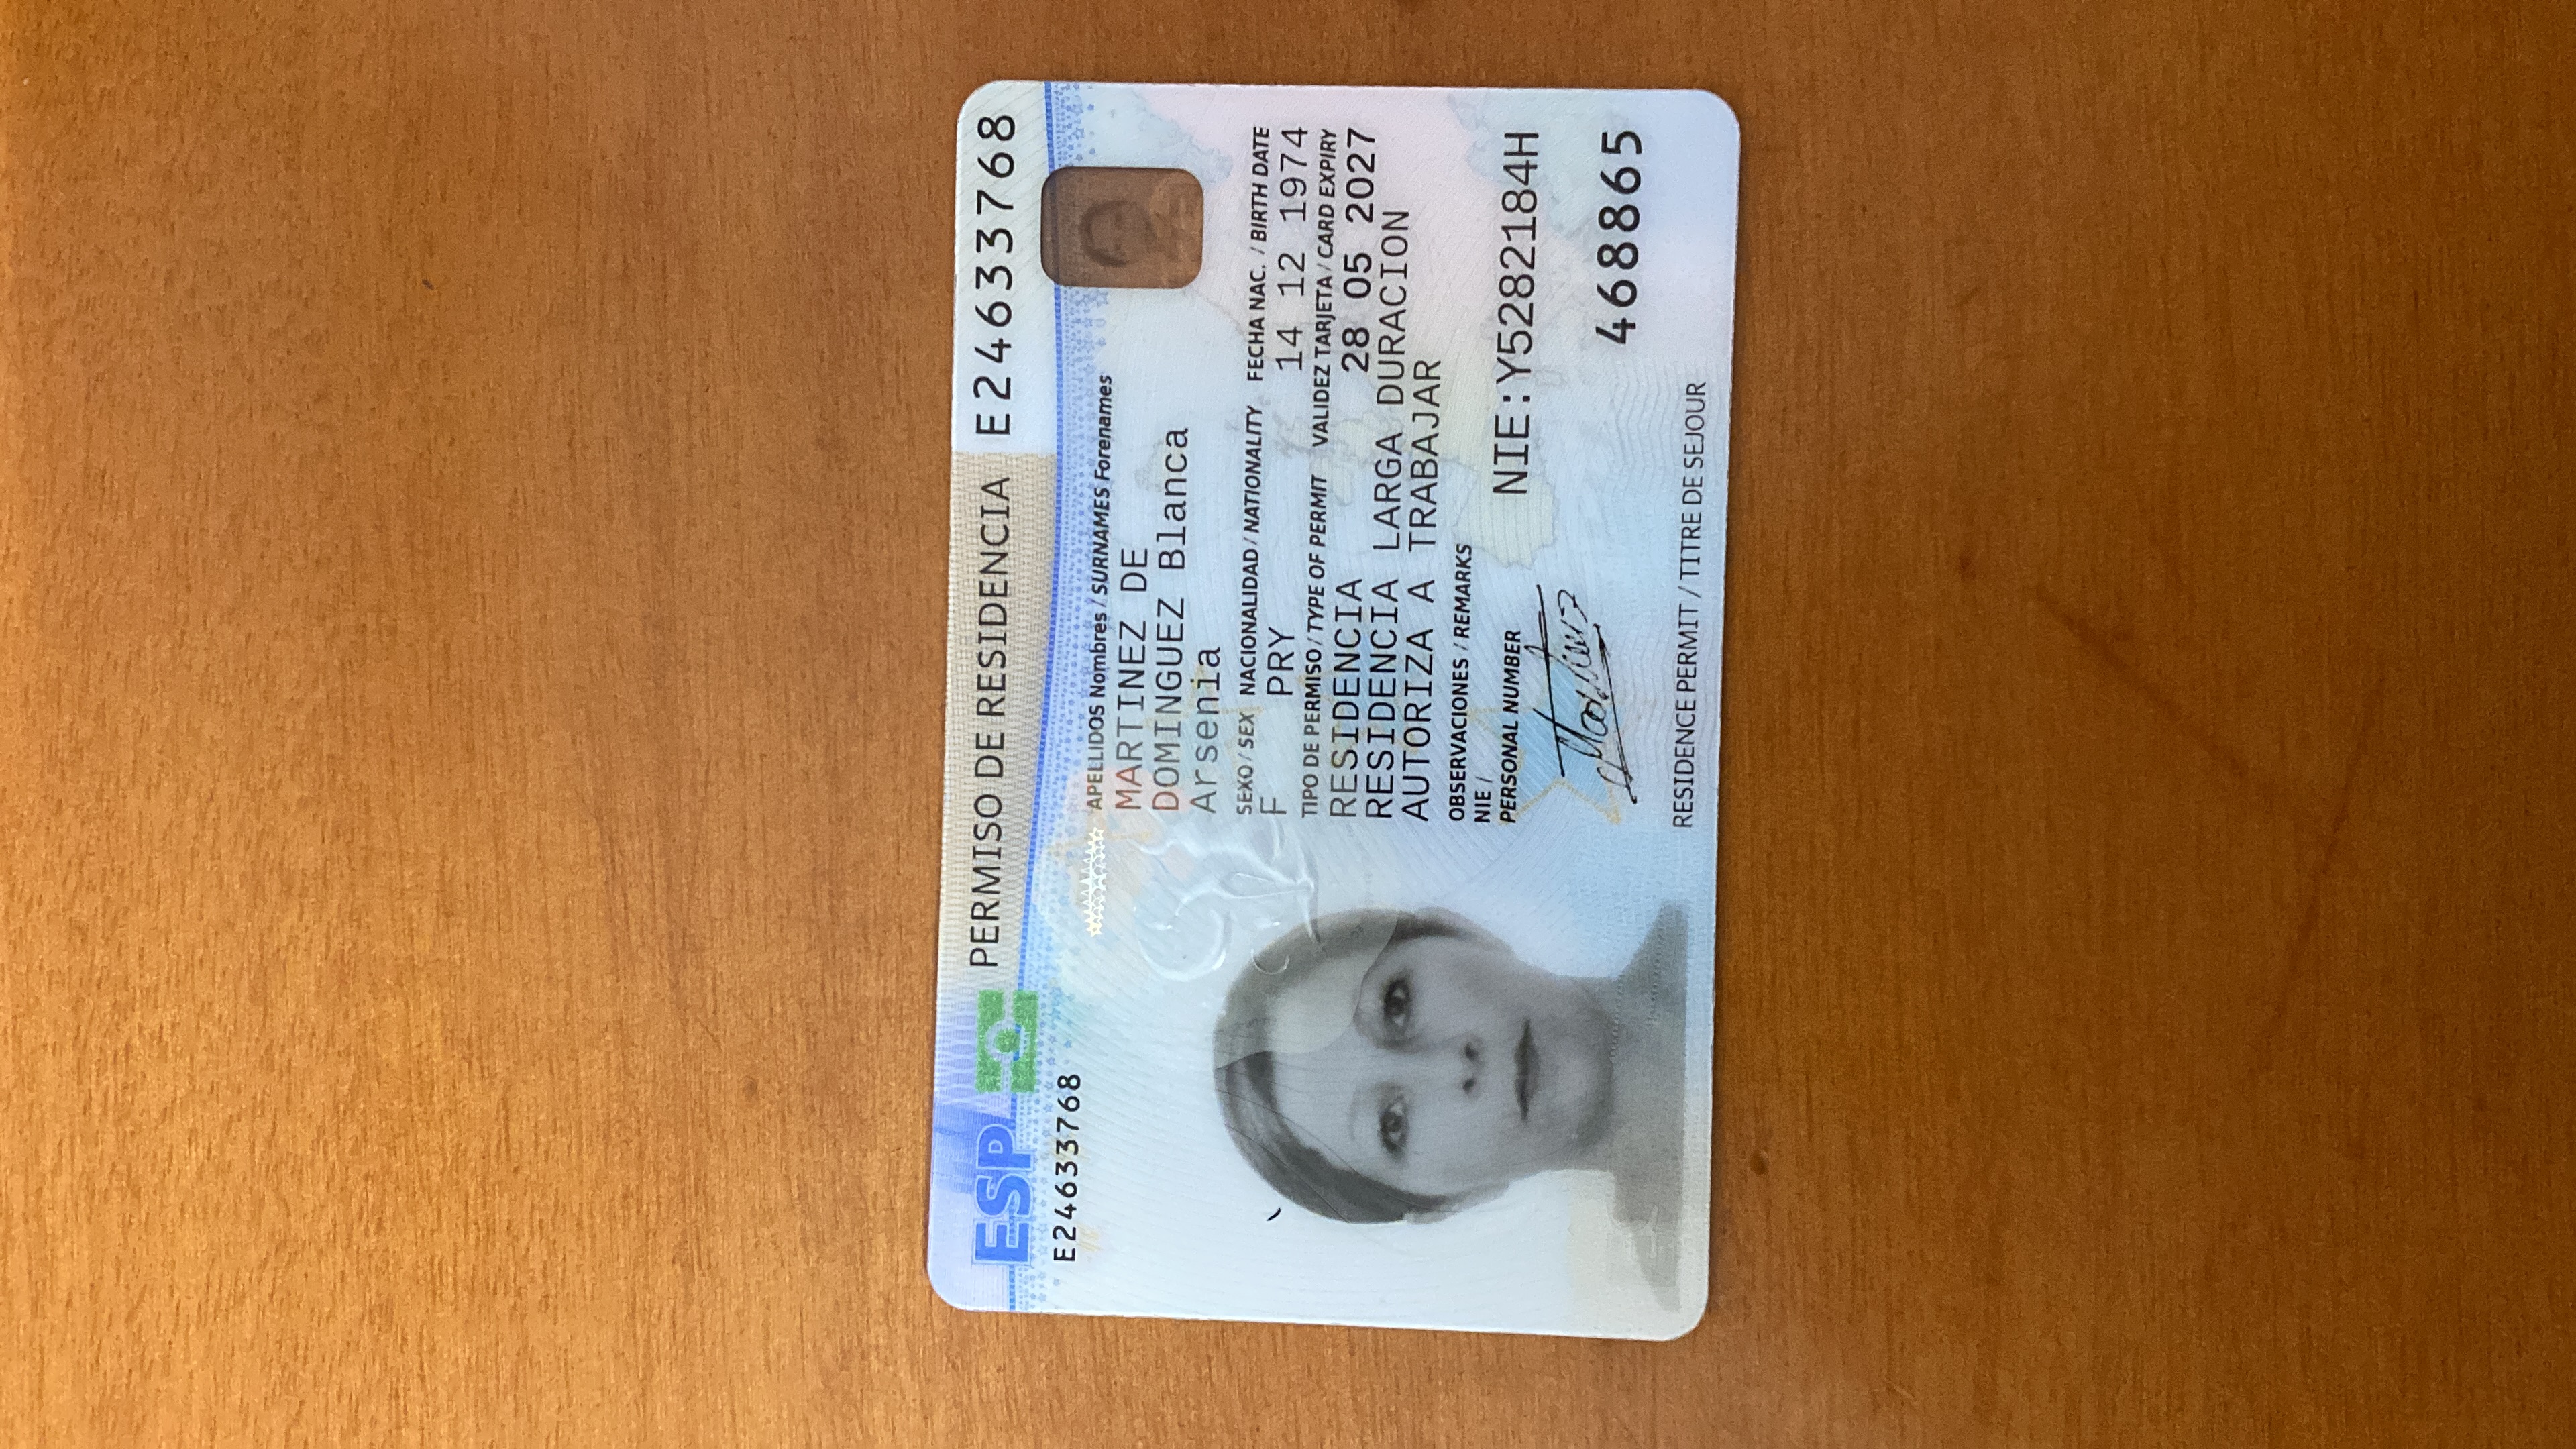 ESP PERMISO DE RESIDENCIA E24633768
E24633768
APELLIDOS Nombres / SURNAMES Forenames
MARTINEZ DE
DOMINGUEZ Blanca
Arsenia
SEXO / SEX NACIONALIDAD / NATIONALITY FECHA NAC. / BIRTH DATE
F PRY 14 12 1974
TIPO DE PERMISO / TYPE OF PERMIT VALIDEZ TARJETA / CARD EXPIRY
RESIDENCIA 28 05 2027
RESIDENCIA LARGA DURACION
AUTORIZA A TRABAJAR
OBSERVACIONES / REMARKS
NIE /
PERSONAL NUMBER NIE:Y5282184H
Martinez
468865
RESIDENCE PERMIT / TITRE DE SEJOUR